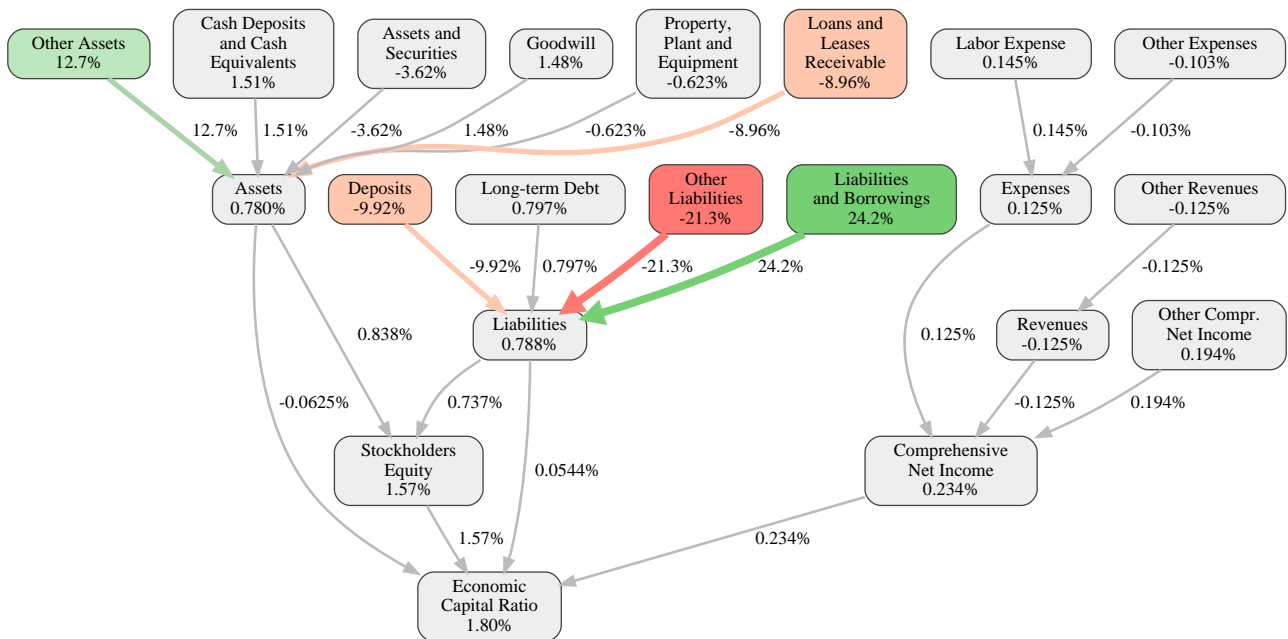 Other Assets
12.7%
Cash Deposits
and Cash
Equivalents
1.51%
Assets and
Securities
-3.62%
Goodwill
1.48%
Property,
Plant and
Equipment
-0.623%
Loans and
Leases
Receivable
-8.96%
Labor Expense
0.145%
Other Expenses
-0.103%
12.7%
1.51%
-3.62%
1.48%
-0.623%
-8.96%
0.145%
-0.103%
Assets
0.780%
Deposits
-9.92%
Long-term Debt
0.797%
Other
Liabilities
-21.3%
Liabilities
and Borrowings
24.2%
Expenses
0.125%
Other Revenues
-0.125%
-9.92%
0.797%
-21.3%
24.2%
-0.125%
0.838%
Liabilities
0.788%
0.125%
Revenues
-0.125%
Other Compr.
Net Income
0.194%
-0.0625%
0.737%
-0.125%
0.194%
Stockholders
Equity
1.57%
0.0544%
Comprehensive
Net Income
0.234%
1.57%
0.234%
Economic
Capital Ratio
1.80%